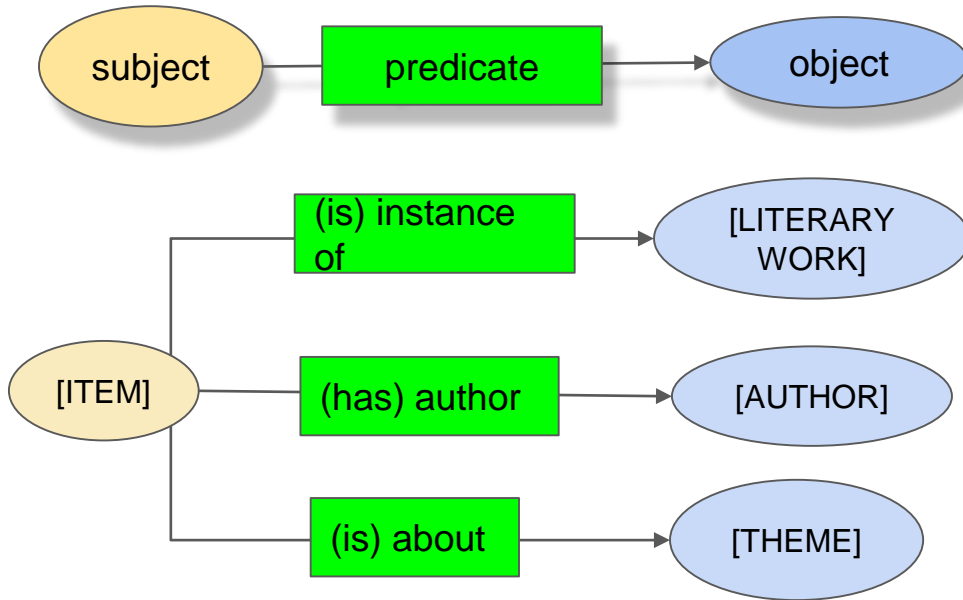 subject
predicate
object
(is) instance
of
[LITERARY
WORK]
[ITEM]
(has) author
[AUTHOR]
(is) about
[THEME]